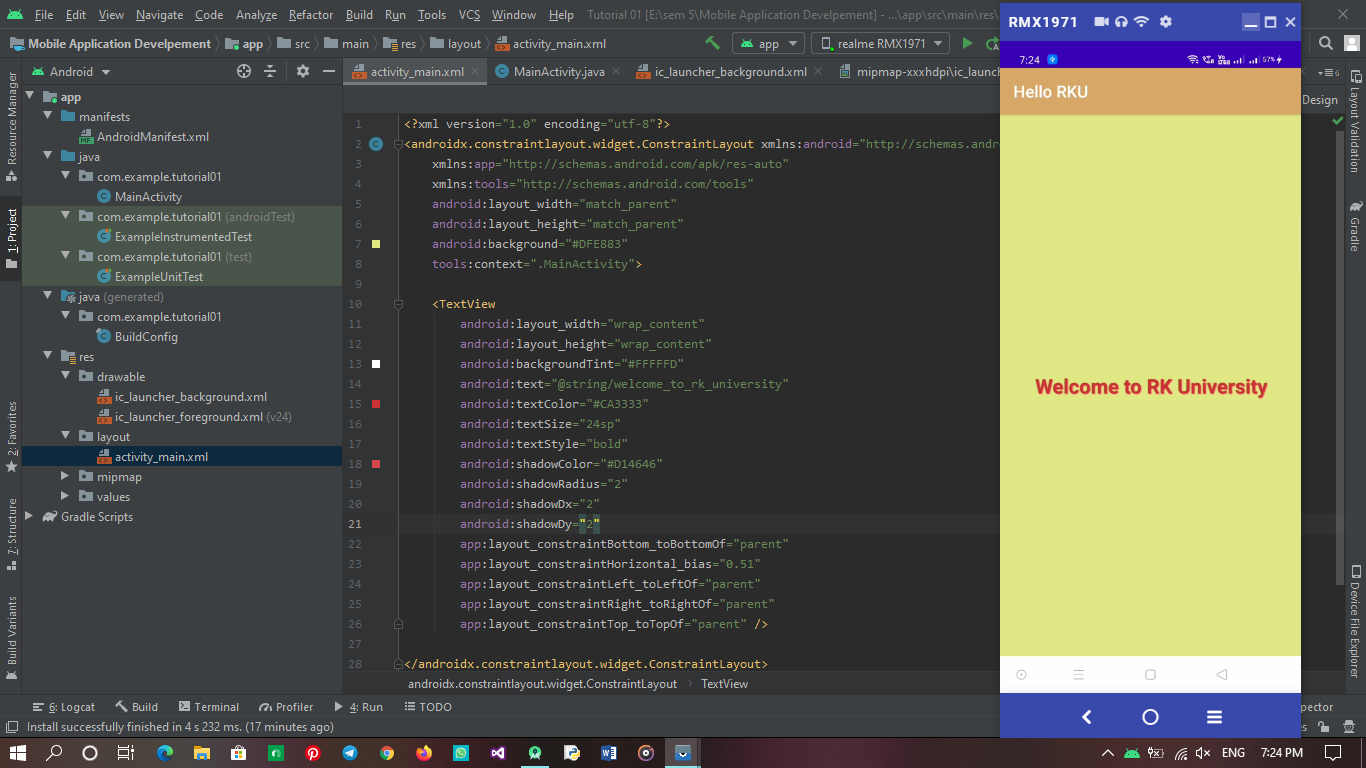 File Edit View Navigate Code Analyze Refactor Build Run Tools VCS Window Help Tutorial 01 [E:\sem 5\Mobile Application Develpement] - ...\app\src\main\res\
Mobile Application Develpement app src main res layout activity_main.xml app realme RMX1971
Android
activity_main.xml MainActivity.java ic_launcher_background.xml mipmap-xxxhdpi\ic_launch
Design
Resource Manager
1: Project
2: Favorites
7: Structure
Build Variants
app
manifests
AndroidManifest.xml
java
com.example.tutorial01
MainActivity
com.example.tutorial01 (androidTest)
ExampleInstrumentedTest
com.example.tutorial01 (test)
ExampleUnitTest
java (generated)
com.example.tutorial01
BuildConfig
res
drawable
ic_launcher_background.xml
ic_launcher_foreground.xml (v24)
layout
activity_main.xml
mipmap
values
Gradle Scripts
1 <?xml version="1.0" encoding="utf-8"?>
2 <androidx.constraintlayout.widget.ConstraintLayout xmlns:android="http://schemas.andro
3 xmlns:app="http://schemas.android.com/apk/res-auto"
4 xmlns:tools="http://schemas.android.com/tools"
5 android:layout_width="match_parent"
6 android:layout_height="match_parent"
7 android:background="#DFE883"
8 tools:context=".MainActivity">
9
10 <TextView
11 android:layout_width="wrap_content"
12 android:layout_height="wrap_content"
13 android:backgroundTint="#FFFFFD"
14 android:text="@string/welcome_to_rk_university"
15 android:textColor="#CA3333"
16 android:textSize="24sp"
17 android:textStyle="bold"
18 android:shadowColor="#D14646"
19 android:shadowRadius="2"
20 android:shadowDx="2"
21 android:shadowDy="2"
22 app:layout_constraintBottom_toBottomOf="parent"
23 app:layout_constraintHorizontal_bias="0.51"
24 app:layout_constraintLeft_toLeftOf="parent"
25 app:layout_constraintRight_toRightOf="parent"
26 app:layout_constraintTop_toTopOf="parent" />
27
28 </androidx.constraintlayout.widget.ConstraintLayout>
androidx.constraintlayout.widget.ConstraintLayout TextView
RMX1971
7:24 57%
Hello RKU
Welcome to RK University
6
Layout Validation
Gradle
Device File Explorer
6: Logcat Build Terminal Profiler 4: Run TODO pector
Install successfully finished in 4 s 232 ms. (17 minutes ago)
ENG 7:24 PM